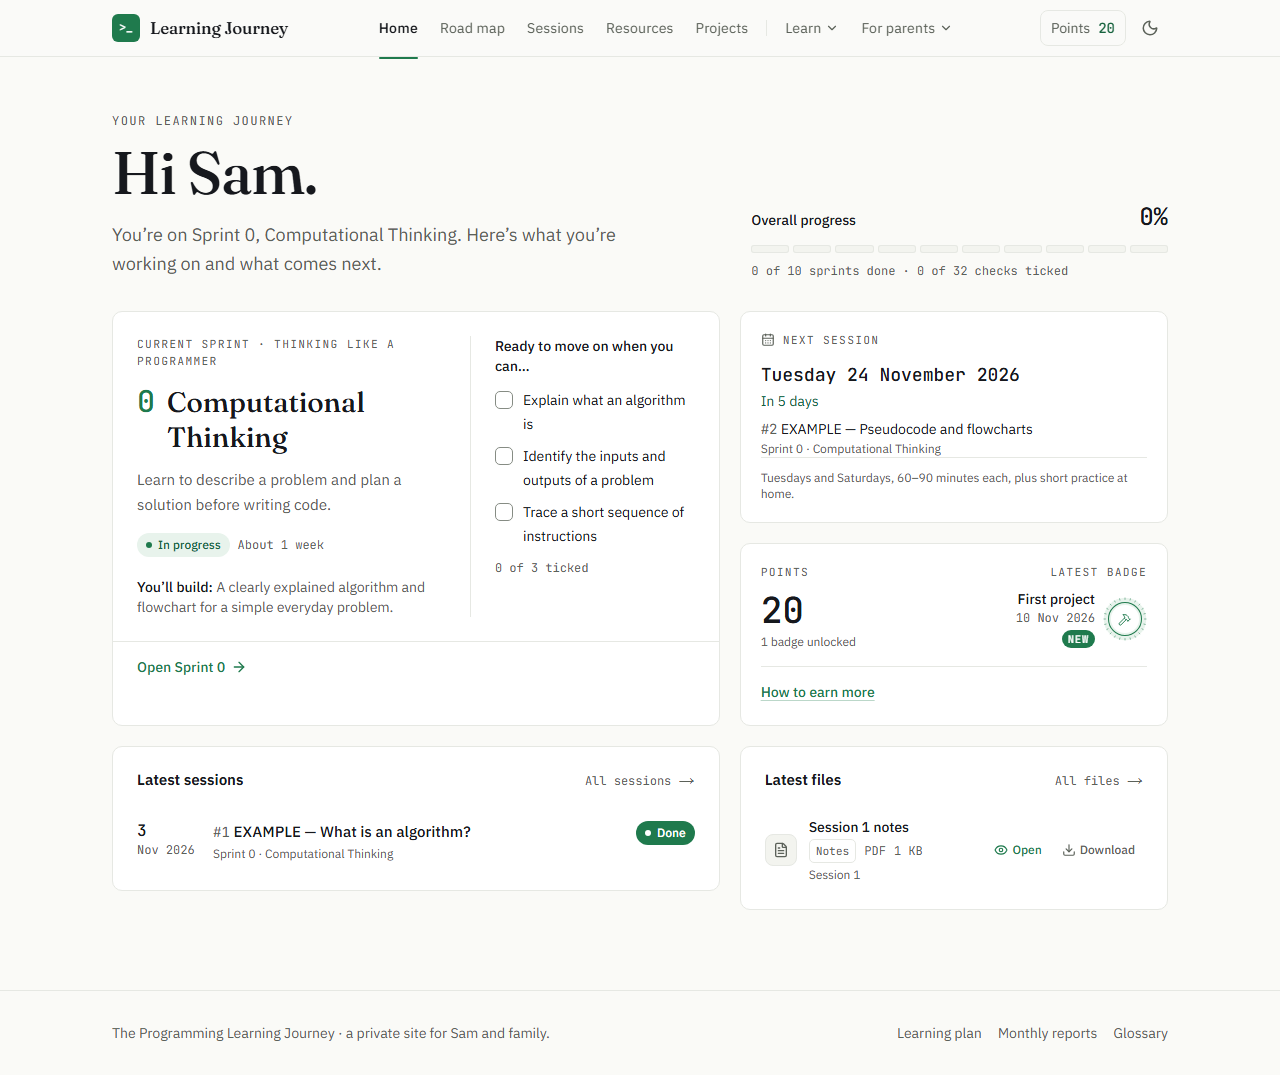 >_ Learning Journey
Home Road map Sessions Resources Projects Learn For parents
Points 20
YOUR LEARNING JOURNEY
Hi Sam.
You’re on Sprint 0, Computational Thinking. Here’s what you’re
working on and what comes next.
Overall progress 0%
0 of 10 sprints done · 0 of 32 checks ticked
CURRENT SPRINT · THINKING LIKE A
PROGRAMMER
0 Computational
Thinking
Learn to describe a problem and plan a
solution before writing code.
In progress About 1 week
You’ll build: A clearly explained algorithm and
flowchart for a simple everyday problem.
Ready to move on when you
can…
Explain what an algorithm
is
Identify the inputs and
outputs of a problem
Trace a short sequence of
instructions
0 of 3 ticked
Open Sprint 0 →
NEXT SESSION
Tuesday 24 November 2026
In 5 days
#2 EXAMPLE — Pseudocode and flowcharts
Sprint 0 · Computational Thinking
Tuesdays and Saturdays, 60–90 minutes each, plus short practice at
home.
POINTS
20
1 badge unlocked
LATEST BADGE
First project
10 Nov 2026
NEW
How to earn more
Latest sessions All sessions →
3
Nov 2026
#1 EXAMPLE — What is an algorithm?
Sprint 0 · Computational Thinking
Done
Latest files All files →
Session 1 notes
Notes PDF 1 KB
Session 1
Open Download
The Programming Learning Journey · a private site for Sam and family.
Learning plan Monthly reports Glossary